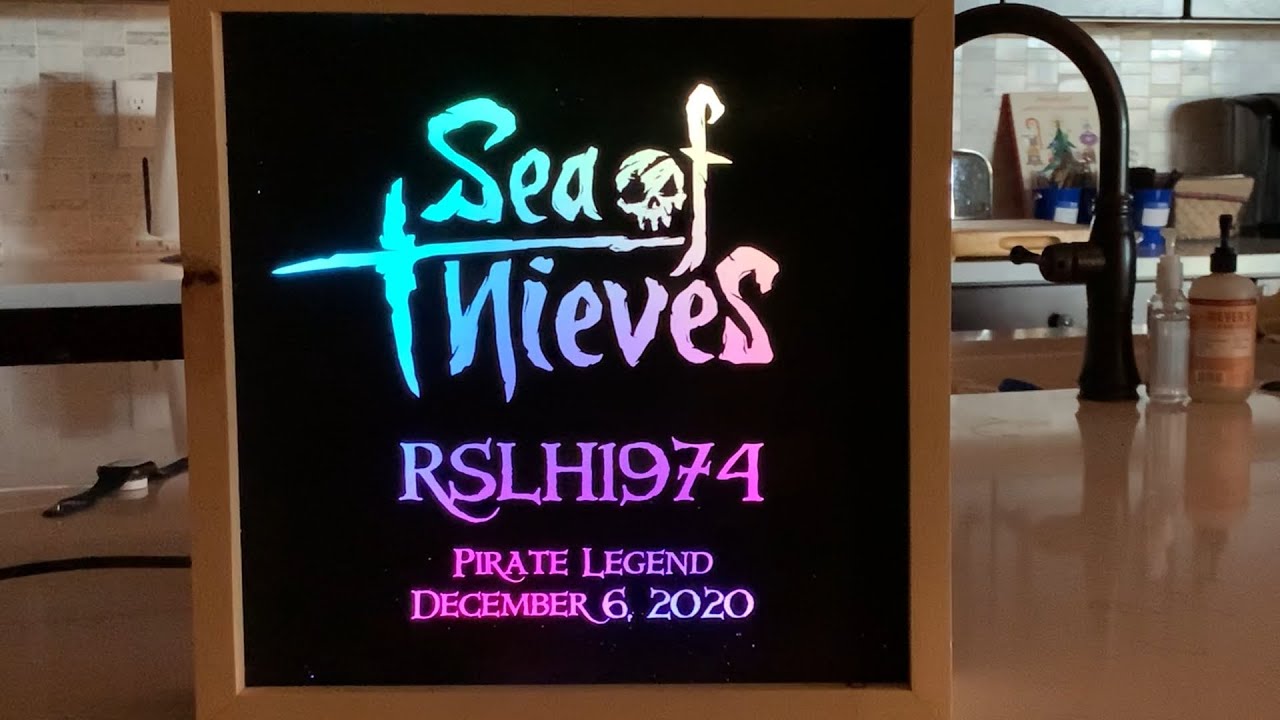 Sea of
Thieves
RSLH1974
Pirate Legend
December 6, 2020